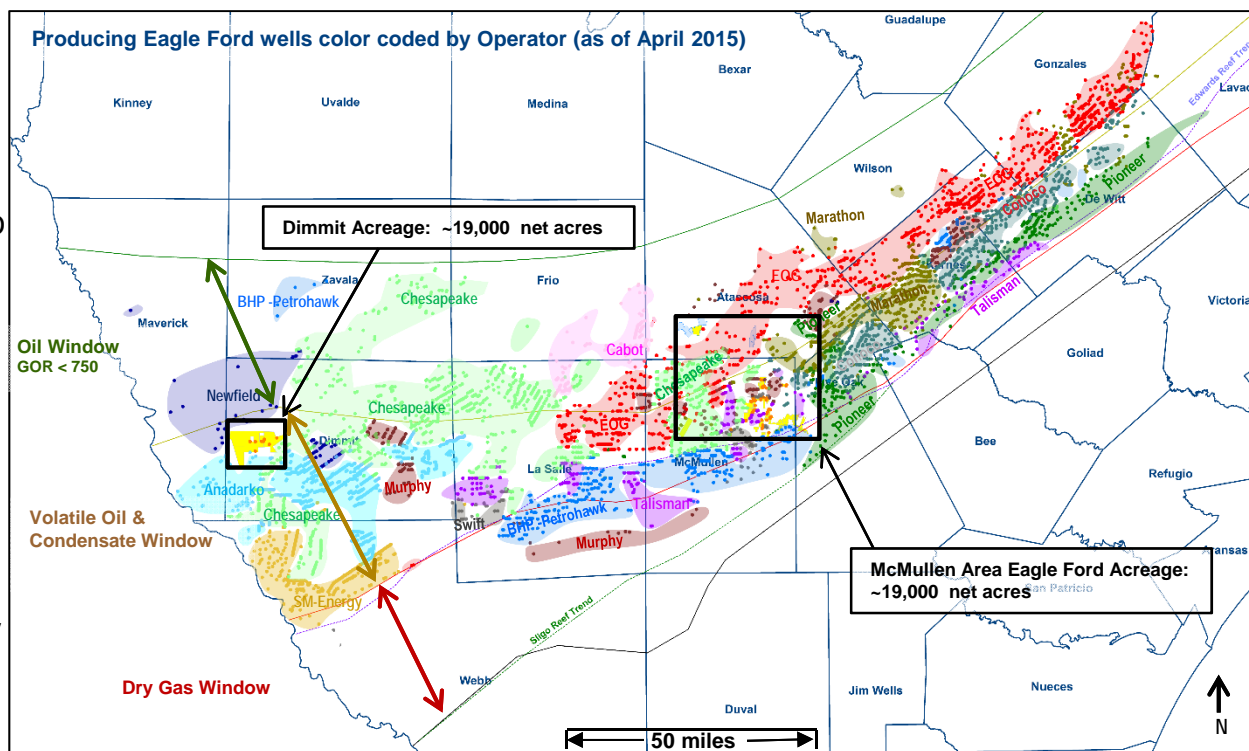 Producing Eagle Ford wells color coded by Operator (as of April 2015)
Guadalupe
Bexar
Gonzales
Edwards Reef Trend
Kinney
Uvalde
Medina
Wilson
EOG
Pioneer
De Witt
Conoco
Marathon
Dimmit Acreage: ~19,000 net acres
Zavala
BHP -Petrohawk
Chesapeake
Frio
EOG
Atascosa
Karnes
Marathon
Talisman
Victoria
Maverick
Pioneer
Goliad
Oil Window
GOR < 750
Cabot
Chesapeake
Live Oak
Newfield
Chesapeake
EOG
Pioneer
Bee
Dimmit
La Salle
McMullen
Refugio
Anadarko
Murphy
Talisman
Chesapeake
Swift
BHP -Petrohawk
Volatile Oil &
Condensate Window
Murphy
Aransas
McMullen Area Eagle Ford Acreage:
~19,000 net acres
San Patricio
SM-Energy
Sligo Reef Trend
Dry Gas Window
Webb
Duval
Jim Wells
Nueces
50 miles
N